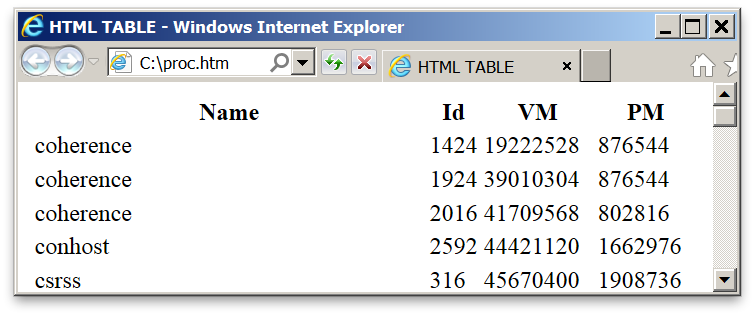 HTML TABLE - Windows Internet Explorer
C:\proc.htm
HTML TABLE
Name Id VM PM
coherence 1424 19222528 876544
coherence 1924 39010304 876544
coherence 2016 41709568 802816
conhost 2592 44421120 1662976
csrss 316 45670400 1908736